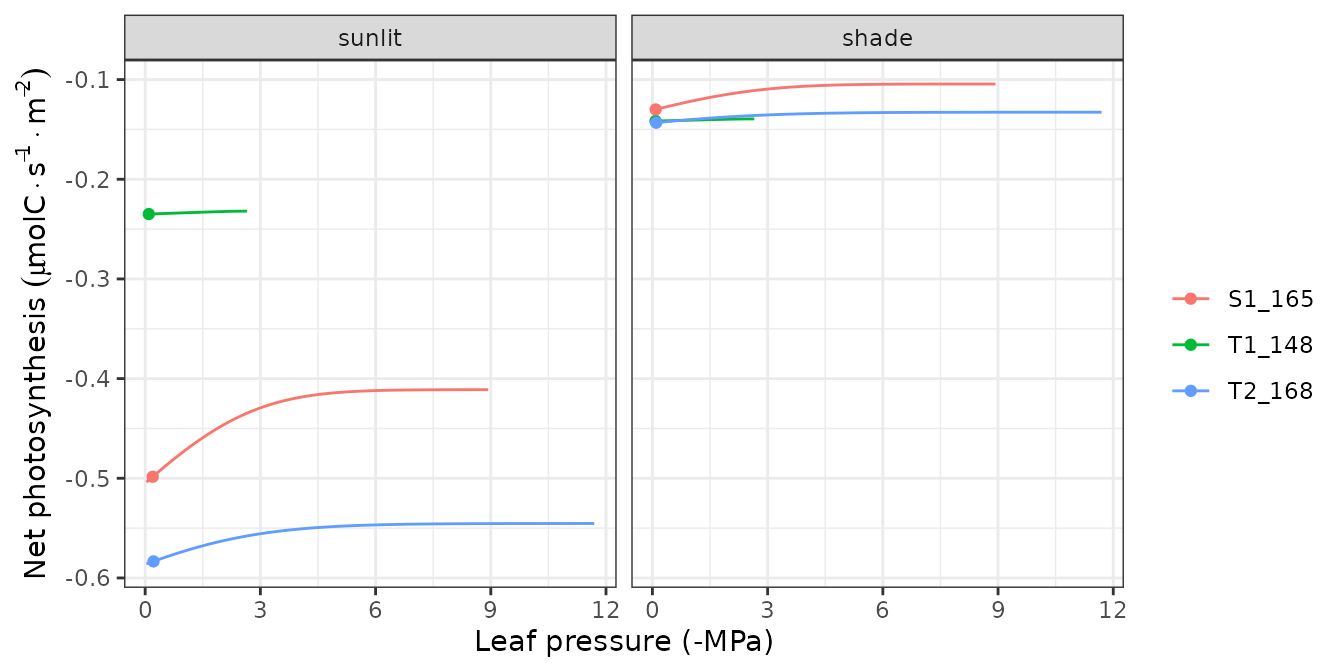 sunlit
shade
Net photosynthesis (μmolC · s⁻¹ · m⁻²)
-0.1
-0.2
-0.3
-0.4
-0.5
-0.6
0 3 6 9 12
0 3 6 9 12
Leaf pressure (-MPa)
S1_165
T1_148
T2_168